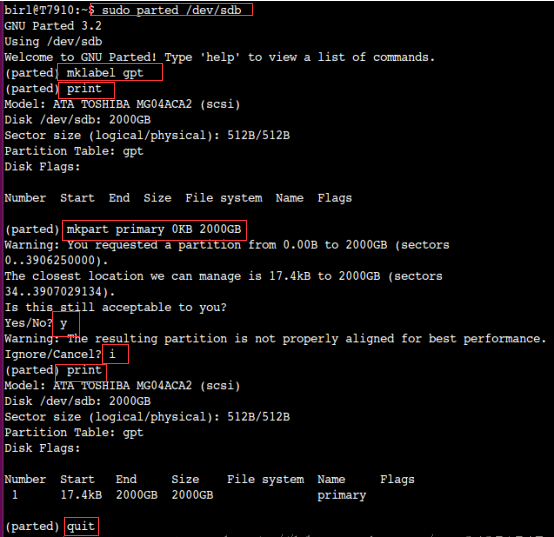 birl@T7910:~$ sudo parted /dev/sdb
GNU Parted 3.2
Using /dev/sdb
Welcome to GNU Parted! Type 'help' to view a list of commands.
(parted) mklabel gpt
(parted) print
Model: ATA TOSHIBA MG04ACA2 (scsi)
Disk /dev/sdb: 2000GB
Sector size (logical/physical): 512B/512B
Partition Table: gpt
Disk Flags:
Number  Start  End  Size  File system  Name  Flags
(parted) mkpart primary 0KB 2000GB
Warning: You requested a partition from 0.00B to 2000GB (sectors
0..3906250000).
The closest location we can manage is 17.4kB to 2000GB (sectors
34..3907029134).
Is this still acceptable to you?
Yes/No? y
Warning: The resulting partition is not properly aligned for best performance.
Ignore/Cancel? i
(parted) print
Model: ATA TOSHIBA MG04ACA2 (scsi)
Disk /dev/sdb: 2000GB
Sector size (logical/physical): 512B/512B
Partition Table: gpt
Disk Flags:
Number  Start   End     Size    File system  Name     Flags
 1      17.4kB  2000GB  2000GB               primary
(parted) quit